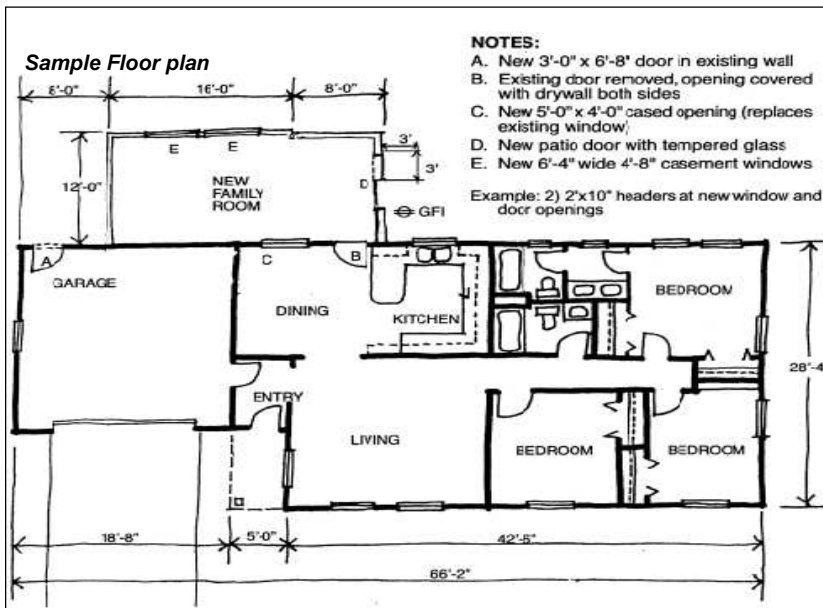 Sample Floor plan
NOTES:
A. New 3'-0" x 6'-8" door in existing wall
B. Existing door removed, opening covered
with drywall both sides
C. New 5'-0" x 4'-0" cased opening (replaces
existing window)
D. New patio door with tempered glass
E. New 6'-4" wide 4'-8" casement windows
Example: 2) 2"x10" headers at new window and
door openings
16'-0"
8'-0"
E
E
3'
3'
12'-0"
NEW
FAMILY
ROOM
D
GFI
A
C
B
GARAGE
DINING
KITCHEN
BEDROOM
28'-4
ENTRY
LIVING
BEDROOM
BEDROOM
18'-8"
5'-0"
66'-2"